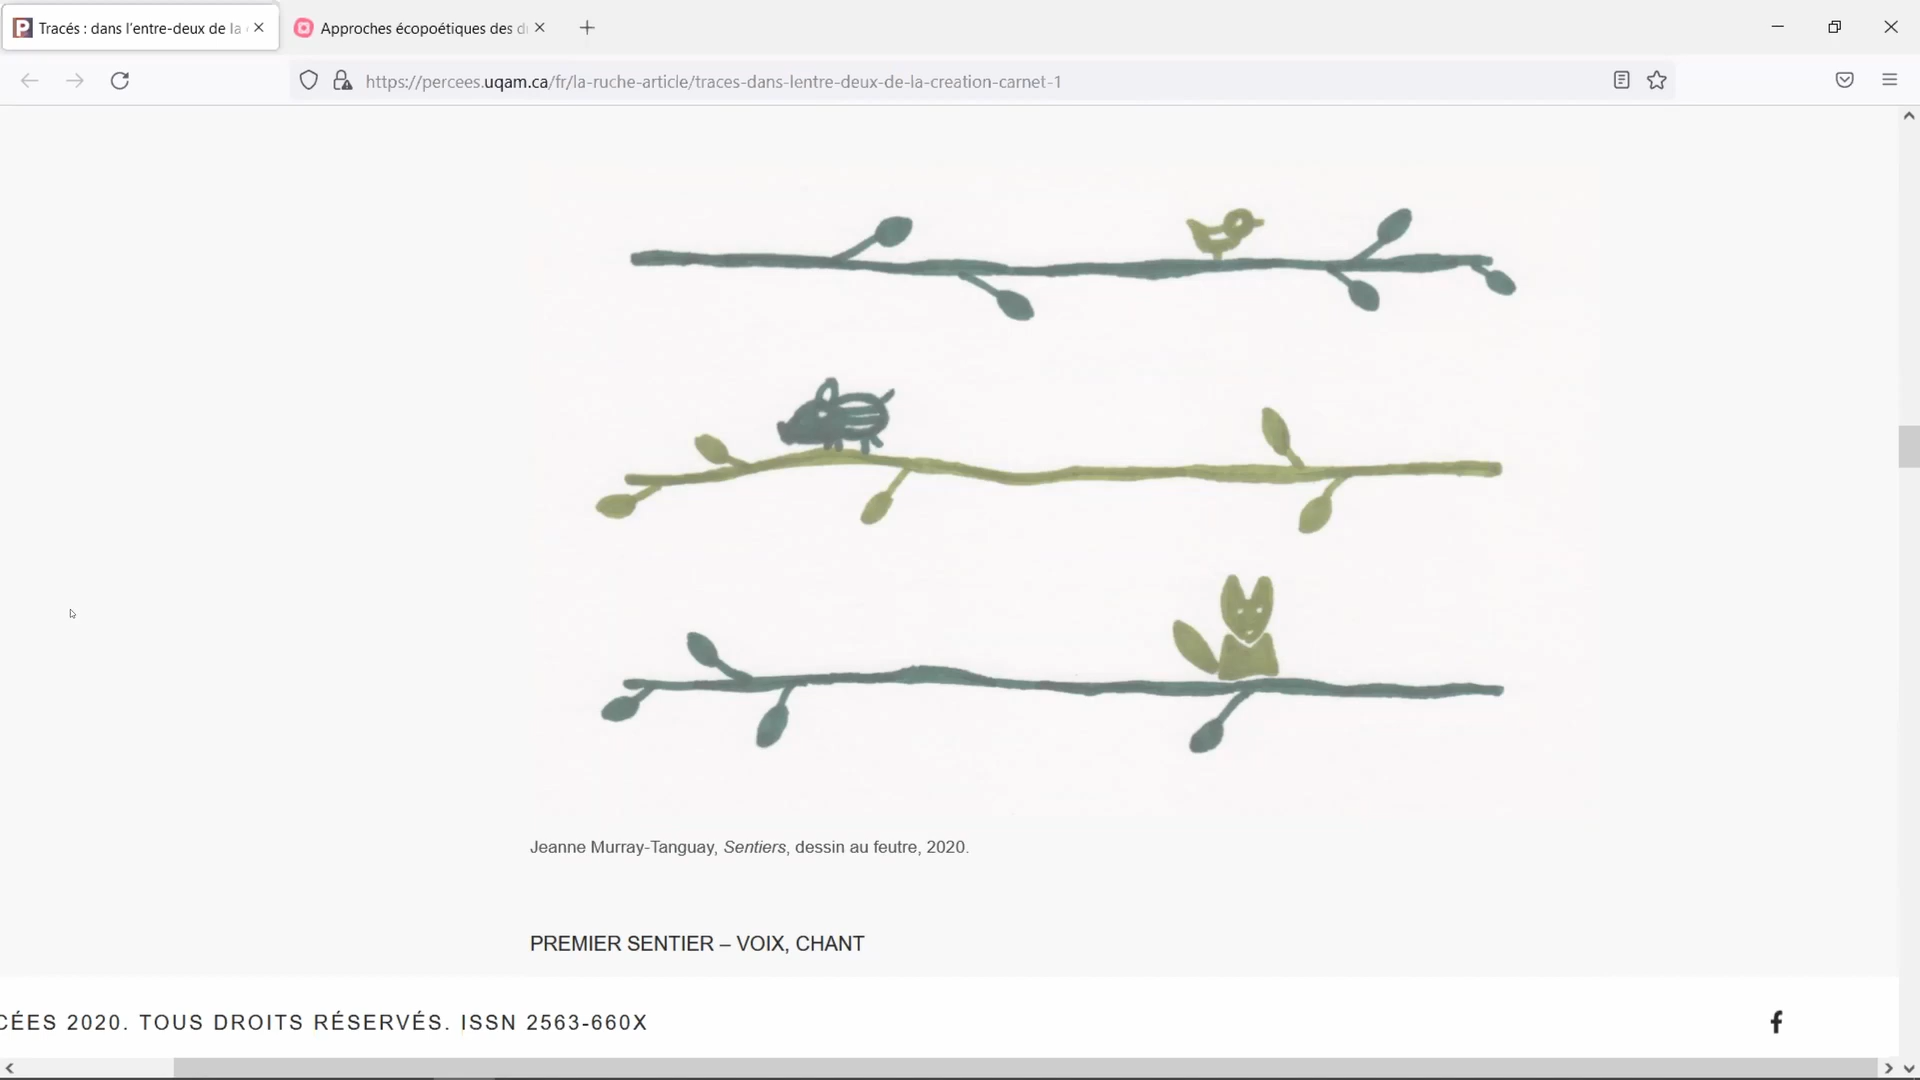 Tracés : dans l'entre-deux de la
Approches écopoétiques des d
https://percees.uqam.ca/fr/la-ruche-article/traces-dans-lentre-deux-de-la-creation-carnet-1
Jeanne Murray-Tanguay, Sentiers, dessin au feutre, 2020.
PREMIER SENTIER – VOIX, CHANT
CÉES 2020. TOUS DROITS RÉSERVÉS. ISSN 2563-660X